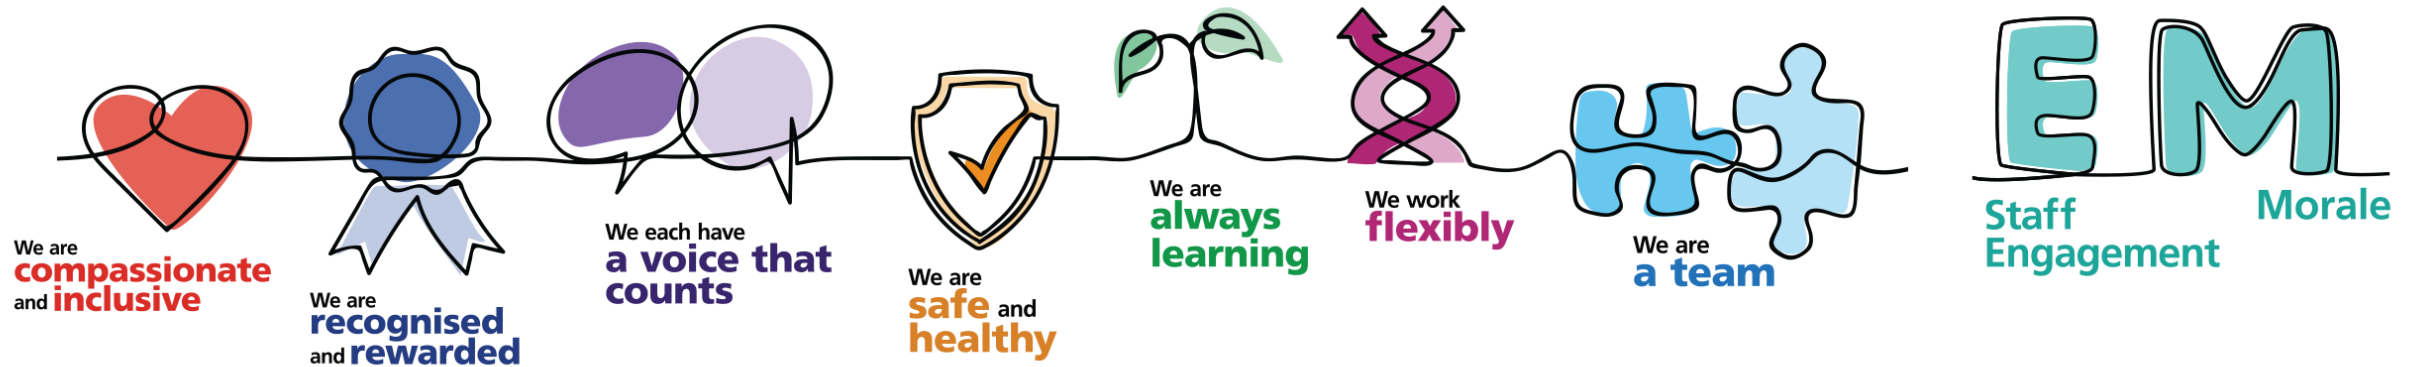 We are
compassionate
and inclusive
We are
recognised
and rewarded
We each have
a voice that
counts
We are
safe and
healthy
We are
always
learning
We work
flexibly
We are
a team
E M
Staff
Engagement
Morale